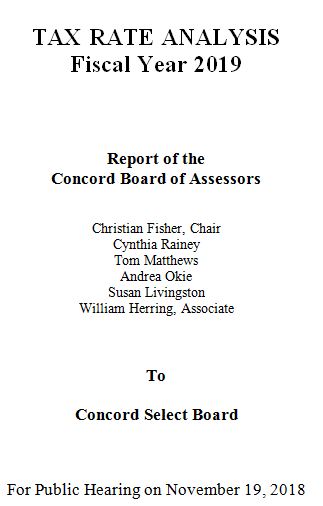 TAX RATE ANALYSIS
Fiscal Year 2019
Report of the
Concord Board of Assessors
Christian Fisher, Chair
Cynthia Rainey
Tom Matthews
Andrea Okie
Susan Livingston
William Herring, Associate
To
Concord Select Board
For Public Hearing on November 19, 2018